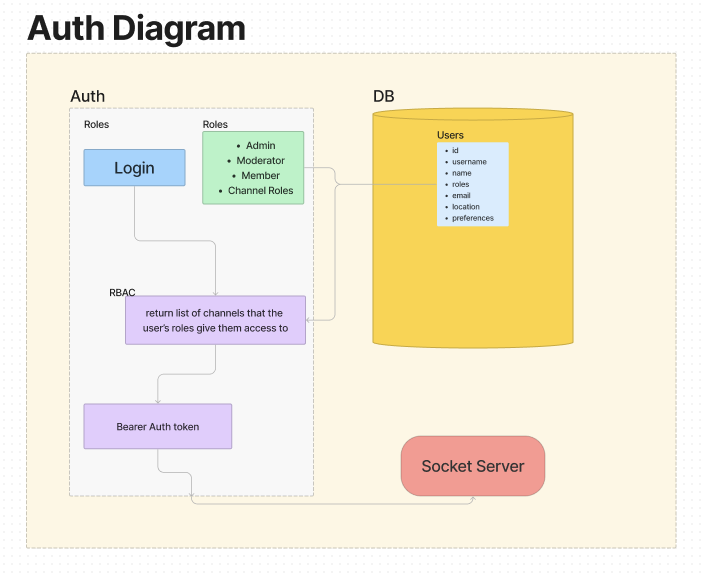 Auth Diagram
Auth
DB
Roles
Roles
Login
• Admin
• Moderator
• Member
• Channel Roles
Users
• id
• username
• name
• roles
• email
• location
• preferences
RBAC
return list of channels that the
user's roles give them access to
Bearer Auth token
Socket Server